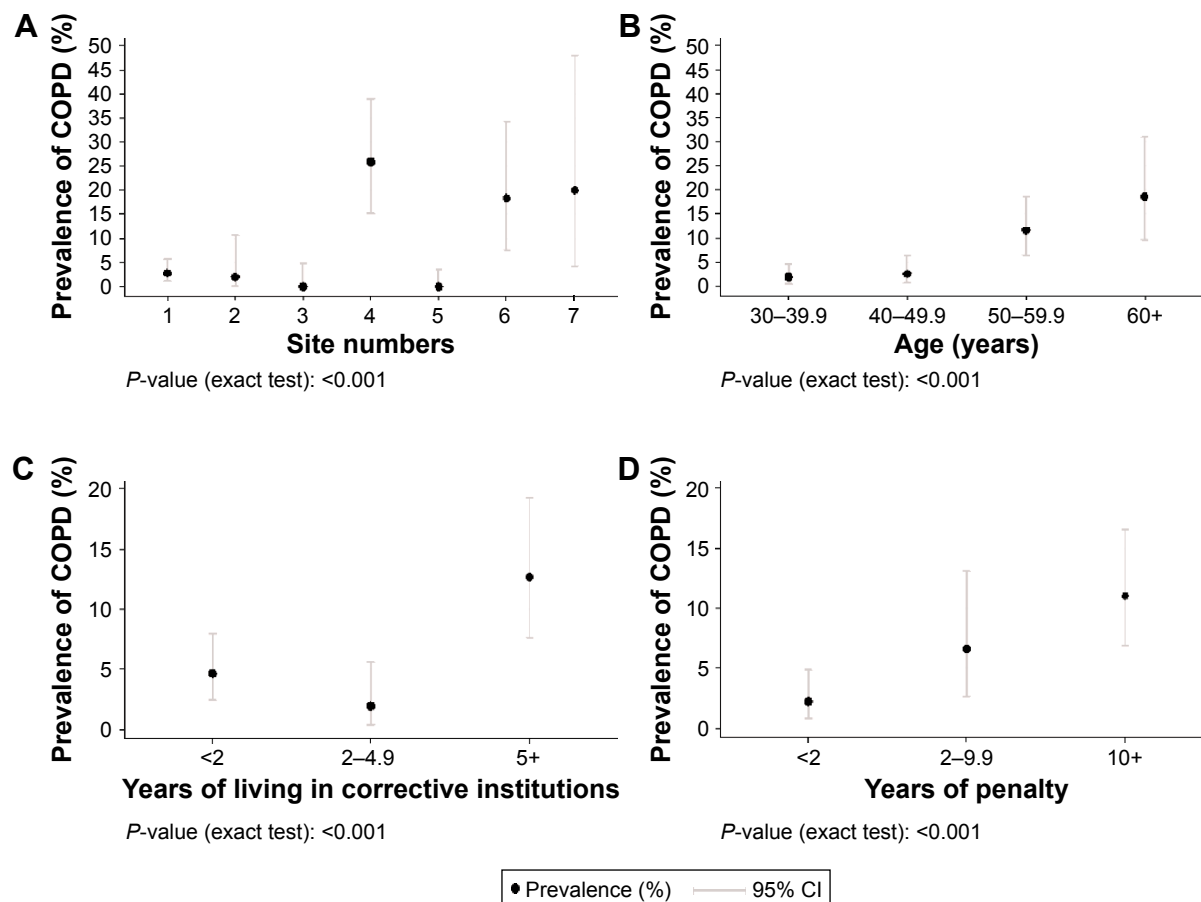 A
Prevalence of COPD (%)
50
45
40
35
30
25
20
15
10
5
0
1 2 3 4 5 6 7
Site numbers
P-value (exact test): <0.001
B
Prevalence of COPD (%)
50
45
40
35
30
25
20
15
10
5
0
30–39.9 40–49.9 50–59.9 60+
Age (years)
P-value (exact test): <0.001
C
Prevalence of COPD (%)
20
15
10
5
0
<2 2–4.9 5+
Years of living in corrective institutions
P-value (exact test): <0.001
D
Prevalence of COPD (%)
20
15
10
5
0
<2 2–9.9 10+
Years of penalty
P-value (exact test): <0.001
Prevalence (%) 95% CI